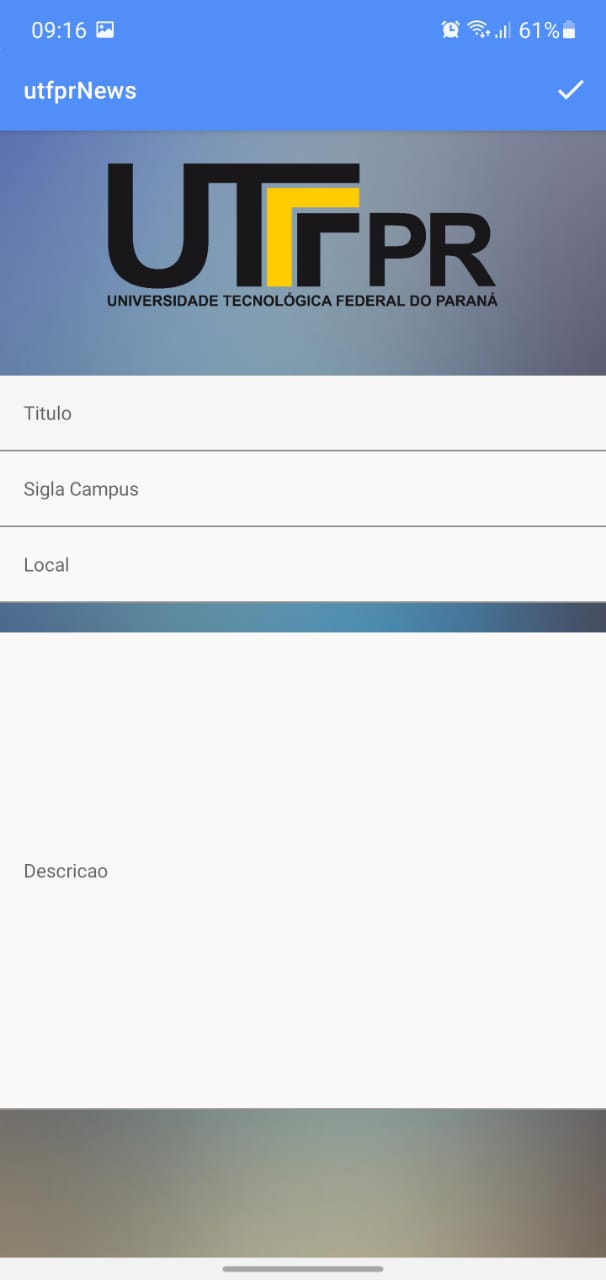 09:16 61%
utfprNews
UTFPR
UNIVERSIDADE TECNOLÓGICA FEDERAL DO PARANÁ
Titulo
Sigla Campus
Local
Descricao